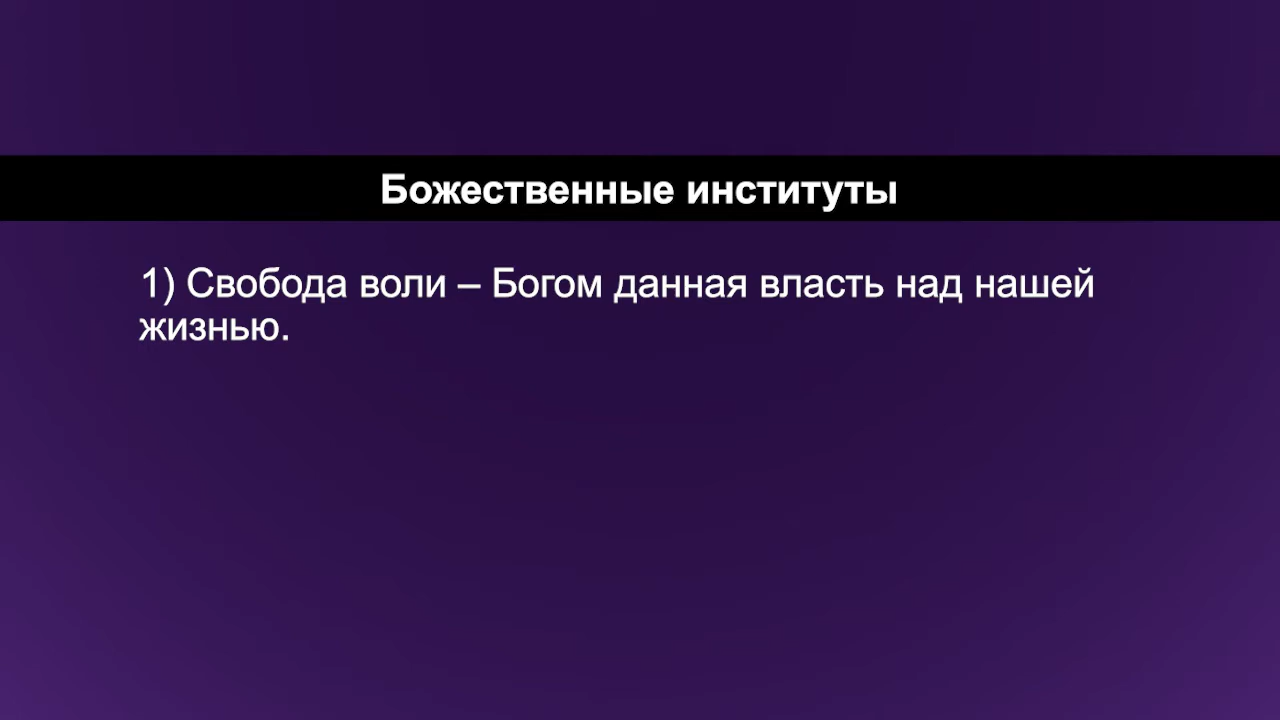 Божественные институты
1) Свобода воли – Богом данная власть над нашей
жизнью.